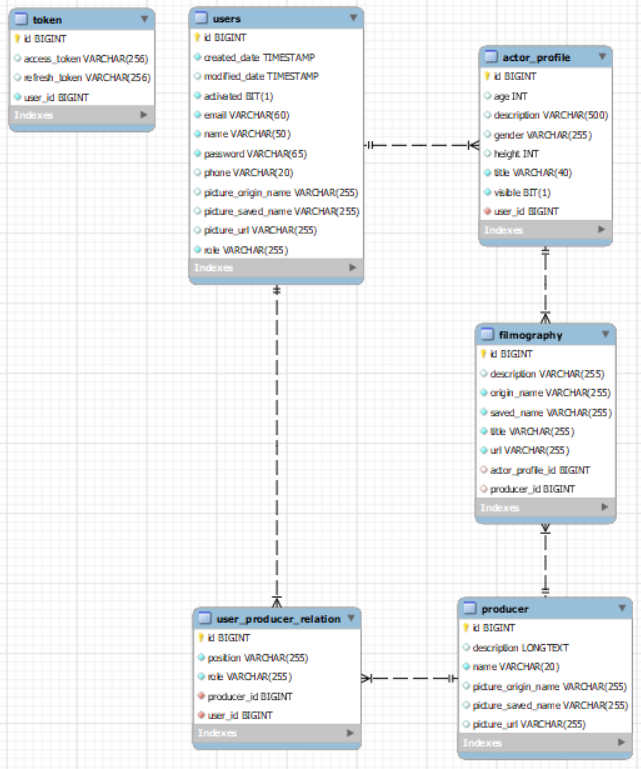 token
id BIGINT
access_token VARCHAR(256)
refresh_token VARCHAR(256)
user_id BIGINT
Indexes
users
id BIGINT
created_date TIMESTAMP
modified_date TIMESTAMP
activated BIT(1)
email VARCHAR(60)
name VARCHAR(50)
password VARCHAR(65)
phone VARCHAR(20)
picture_origin_name VARCHAR(255)
picture_saved_name VARCHAR(255)
picture_url VARCHAR(255)
role VARCHAR(255)
Indexes
actor_profile
id BIGINT
age INT
description VARCHAR(500)
gender VARCHAR(255)
height INT
title VARCHAR(40)
visible BIT(1)
user_id BIGINT
Indexes
filmography
id BIGINT
description VARCHAR(255)
origin_name VARCHAR(255)
saved_name VARCHAR(255)
title VARCHAR(255)
url VARCHAR(255)
actor_profile_id BIGINT
producer_id BIGINT
Indexes
user_producer_relation
id BIGINT
position VARCHAR(255)
role VARCHAR(255)
producer_id BIGINT
user_id BIGINT
Indexes
producer
id BIGINT
description LONGTEXT
name VARCHAR(20)
picture_origin_name VARCHAR(255)
picture_saved_name VARCHAR(255)
picture_url VARCHAR(255)
Indexes